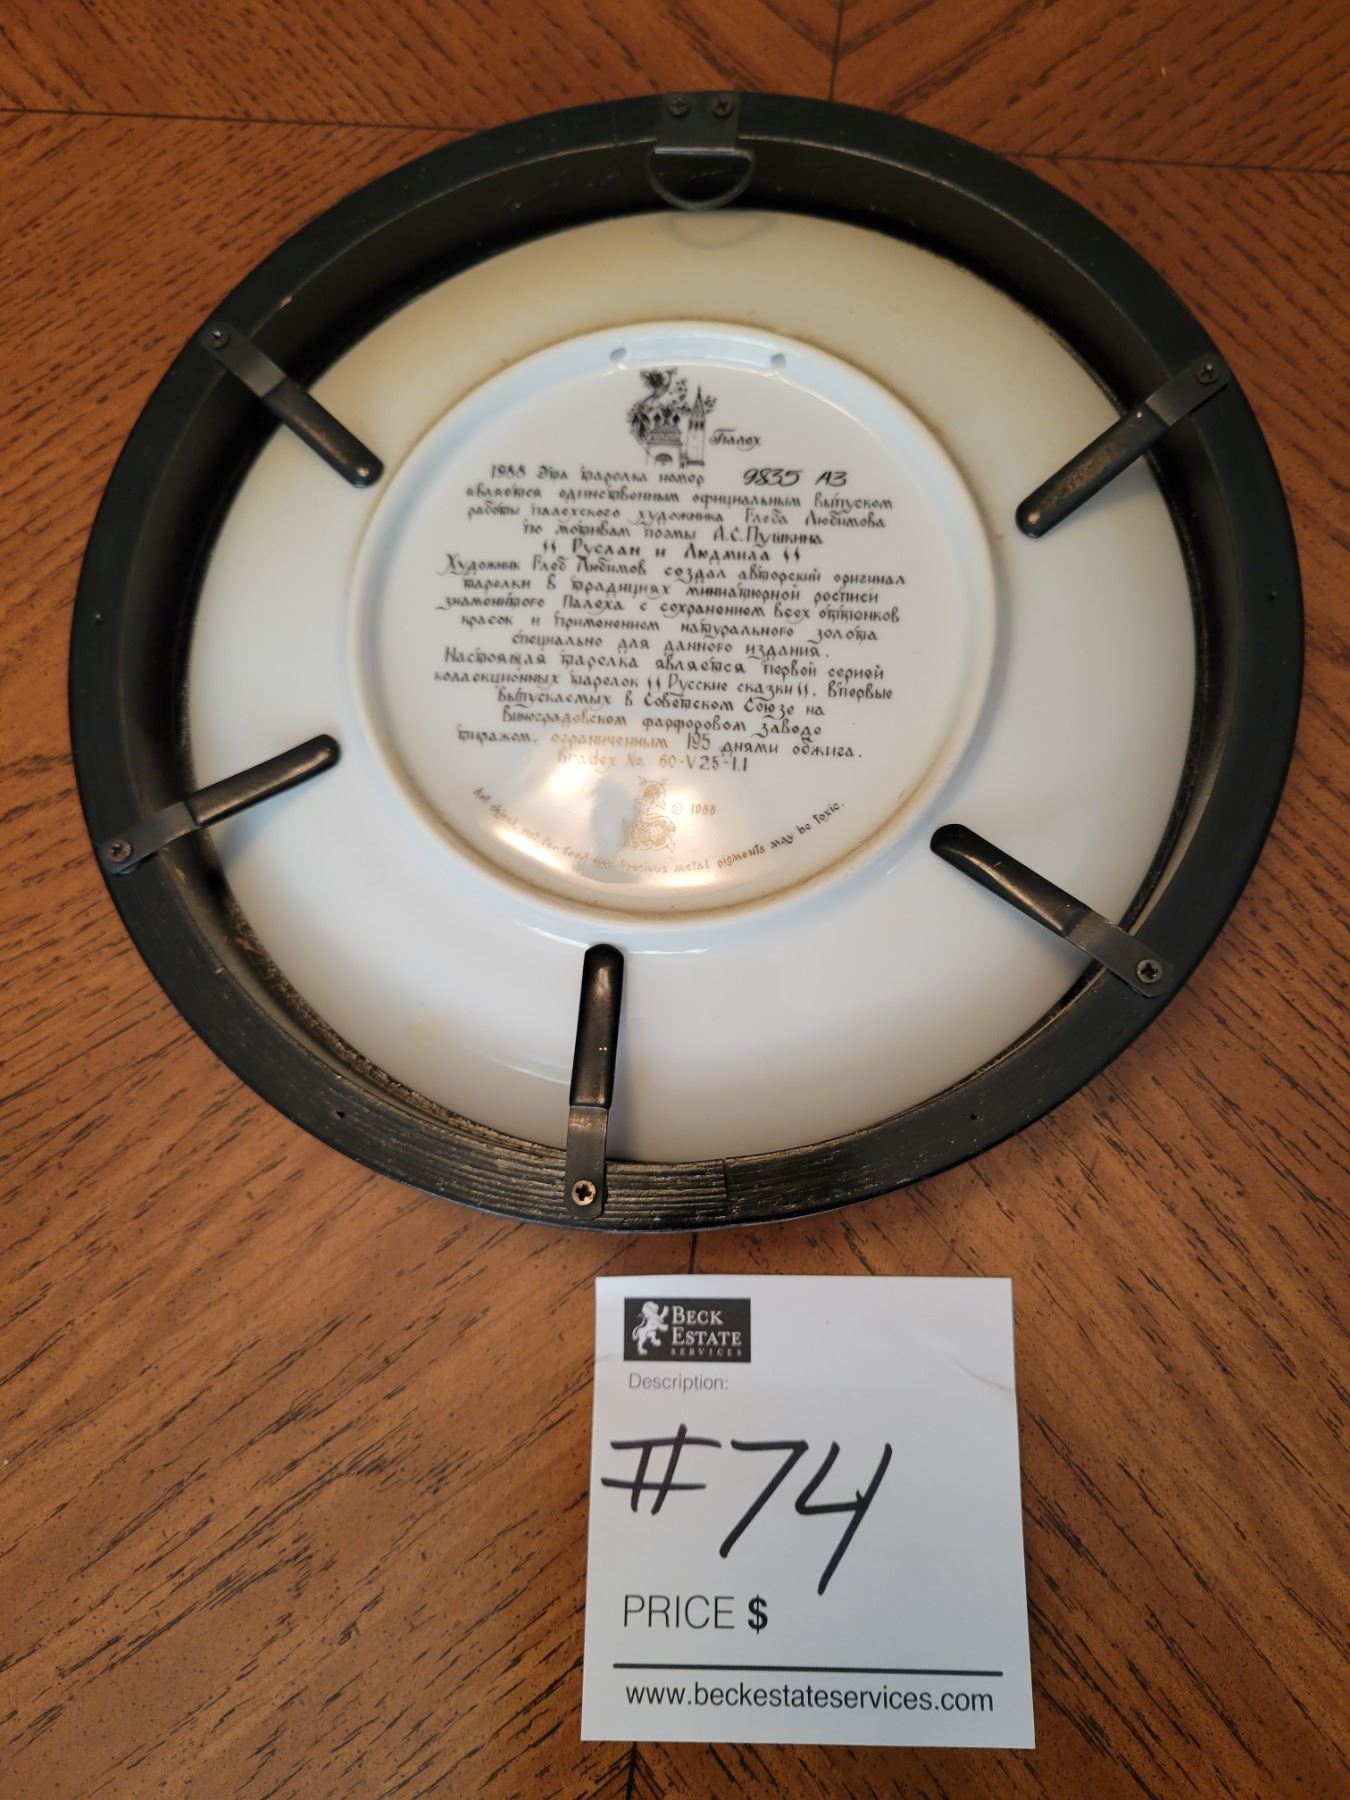 Палех
1988 Эта тарелка номер 9835 A3
является единственным официальным выпуском
работы палехского художника Глеба Любимова
по мотивам поэмы А.С.Пушкина
"Руслан и Людмила"
Художник Глеб Любимов создал авторский оригинал
тарелки в традициях миниатюрной росписи
знаменитого Палеха с сохранением всех оттенков
красок и применением натурального золота
специально для данного издания.
Настоящая тарелка является первой серией
коллекционных тарелок "Русские сказки". Впервые
выпускаемых в Советском Союзе на
Виноградовском фарфоровом заводе
тиражом, ограниченным 195 днями обжига.
Bradex No. 60-V25-1.1
© 1988
Art object, not for food use. Precious metal pigments may be toxic.
BECK
ESTATE
SERVICES
Description:
#74
PRICE $
www.beckestateservices.com